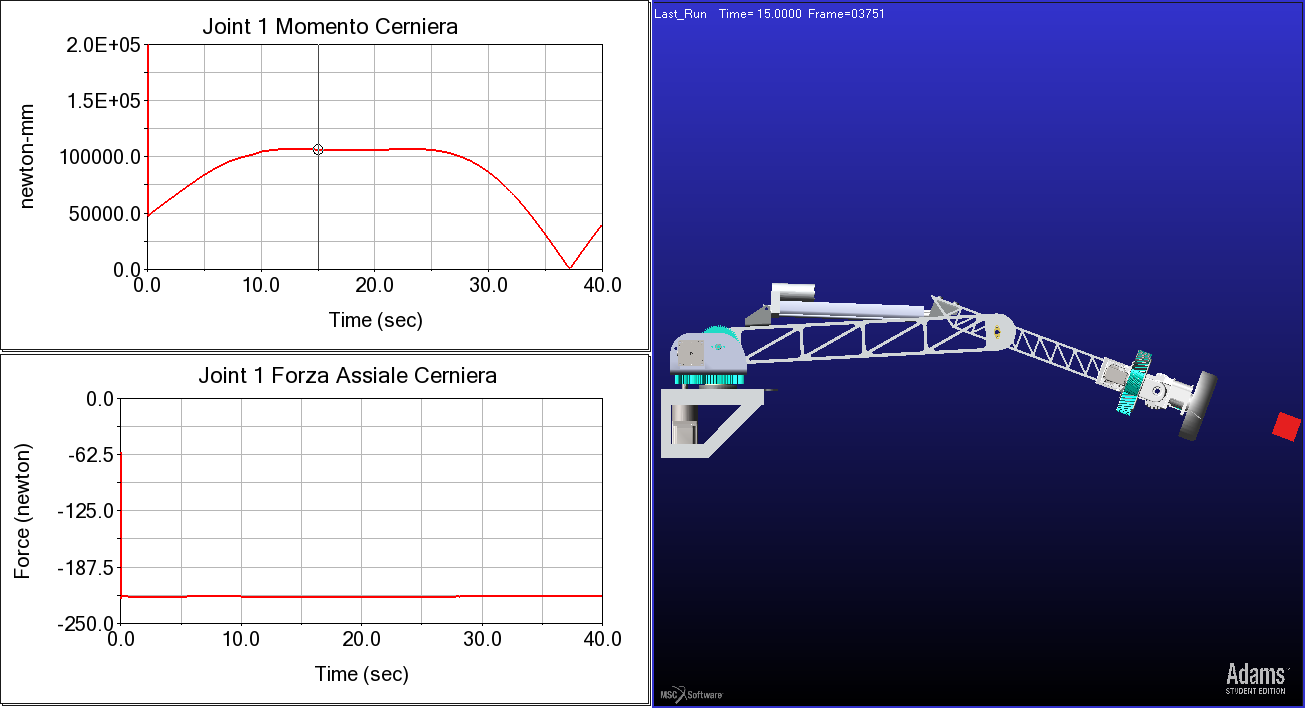 Joint 1 Momento Cerniera
2.0E+05
1.5E+05
100000.0
50000.0
0.0
newton-mm
0.0 10.0 20.0 30.0 40.0
Time (sec)
Joint 1 Forza Assiale Cerniera
0.0
-62.5
-125.0
-187.5
-250.0
Force (newton)
0.0 10.0 20.0 30.0 40.0
Time (sec)
Last_Run Time= 15.0000 Frame=03751
MSC Software
Adams
STUDENT EDITION